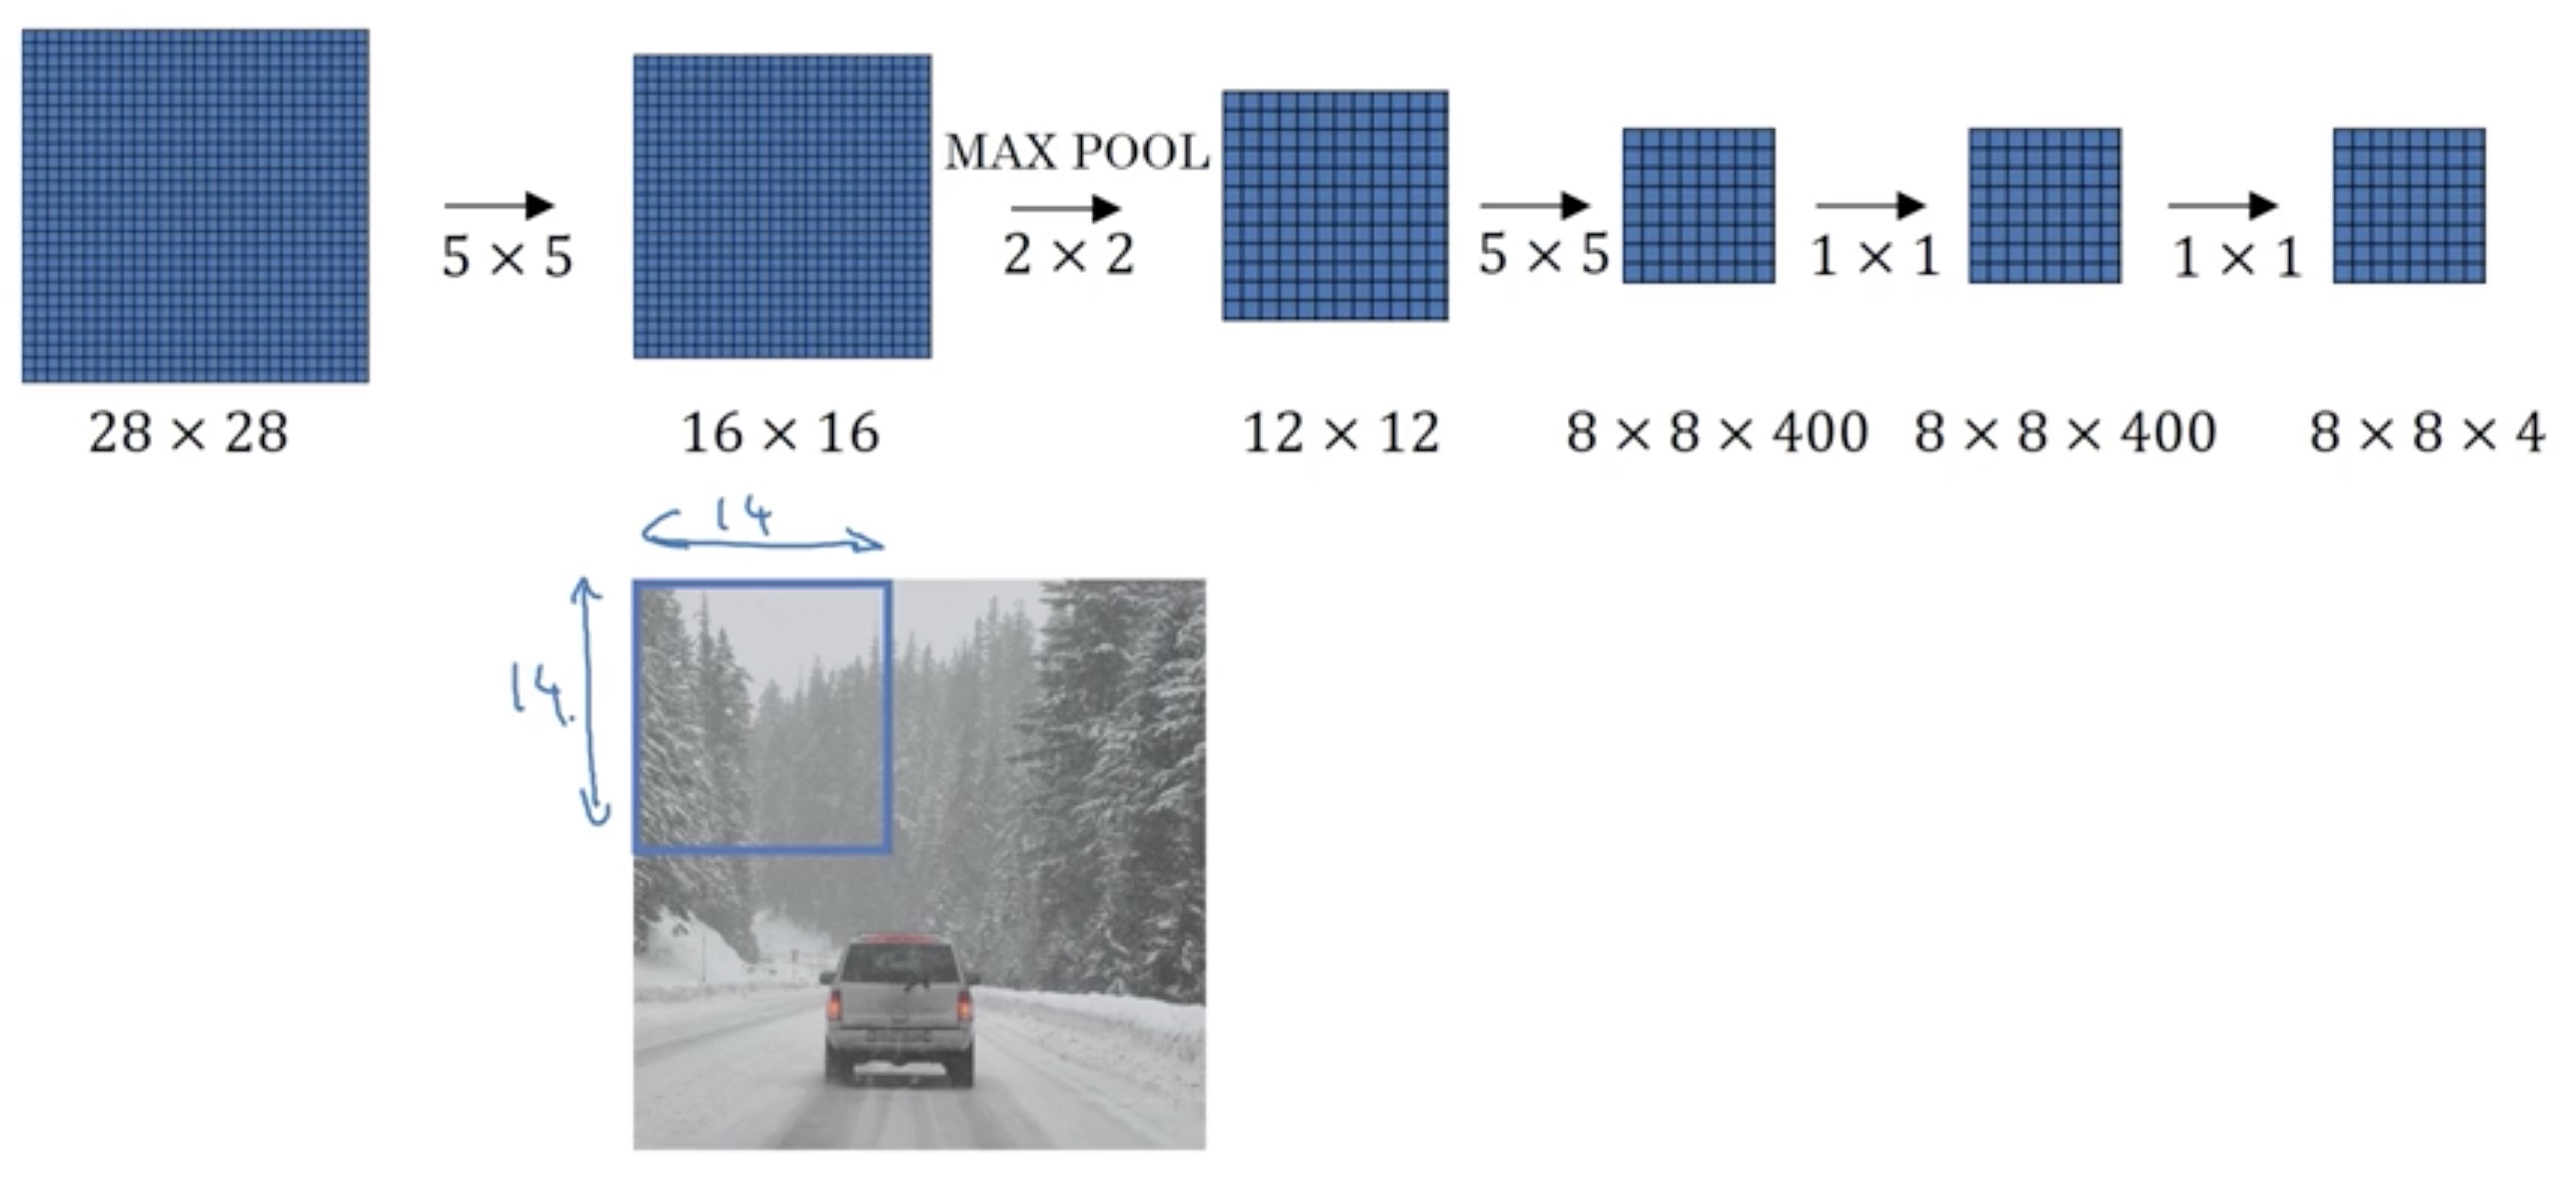 MAX POOL
5 × 5
2 × 2
5 × 5
1 × 1
1 × 1
28 × 28
16 × 16
12 × 12
8 × 8 × 400
8 × 8 × 400
8 × 8 × 4
14
14.